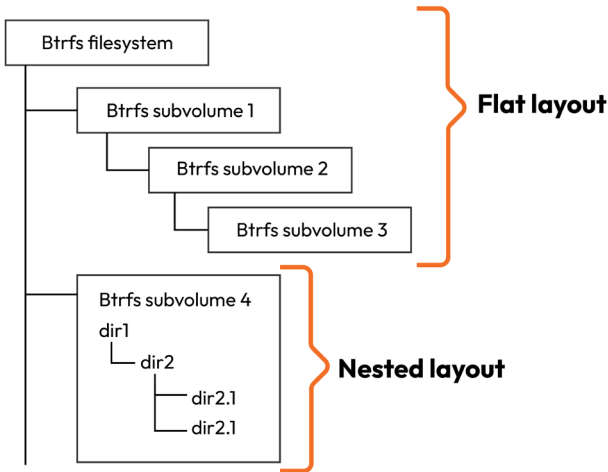 Btrfs filesystem
Btrfs subvolume 1
Flat layout
Btrfs subvolume 2
Btrfs subvolume 3
Btrfs subvolume 4
dir1
dir2
Nested layout
dir2.1
dir2.1